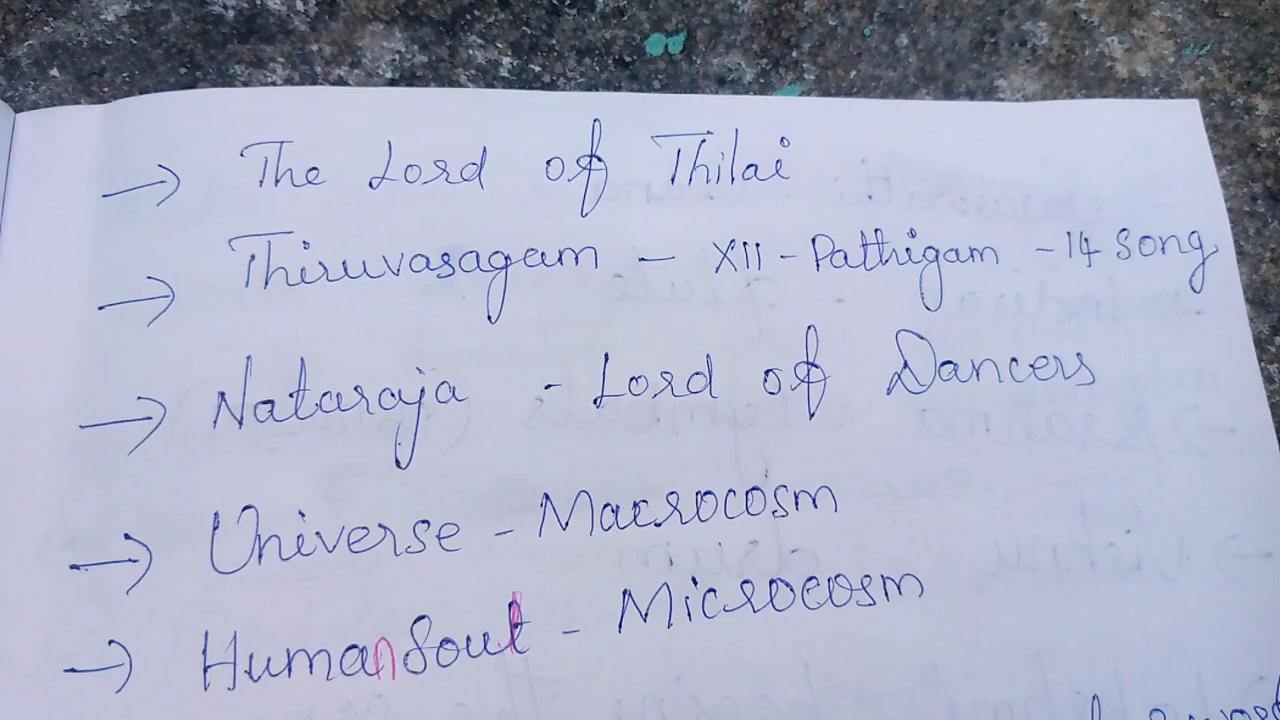 → The Lord of Thilai
→ Thiruvasagam - XII - Pathigam - 14 Song
→ Nataraja - Lord of Dancers
→ Universe - Macrocosm
→ Human Soul - Microcosm